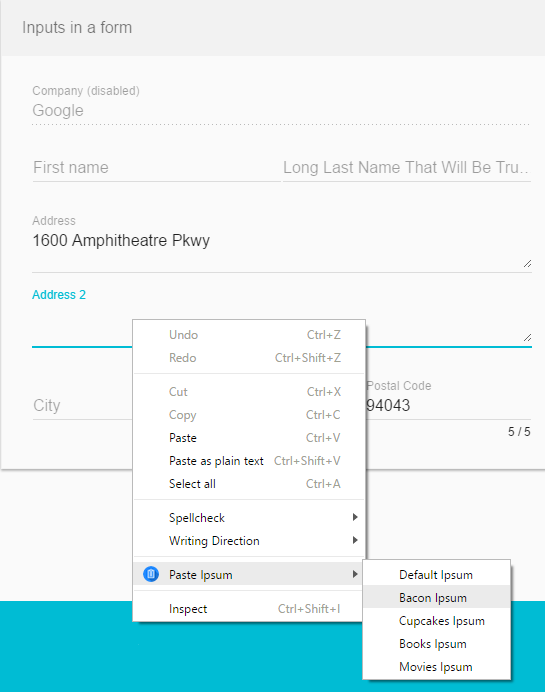 Inputs in a form
Company (disabled)
Google
First name
Long Last Name That Will Be Tru…
Address
1600 Amphitheatre Pkwy
Address 2
Undo Ctrl+Z
Redo Ctrl+Shift+Z
Cut Ctrl+X
Copy Ctrl+C
Paste Ctrl+V
Paste as plain text Ctrl+Shift+V
Select all Ctrl+A
Spellcheck
Writing Direction
Paste Ipsum
Inspect Ctrl+Shift+I
City
Postal Code
94043
5 / 5
Default Ipsum
Bacon Ipsum
Cupcakes Ipsum
Books Ipsum
Movies Ipsum